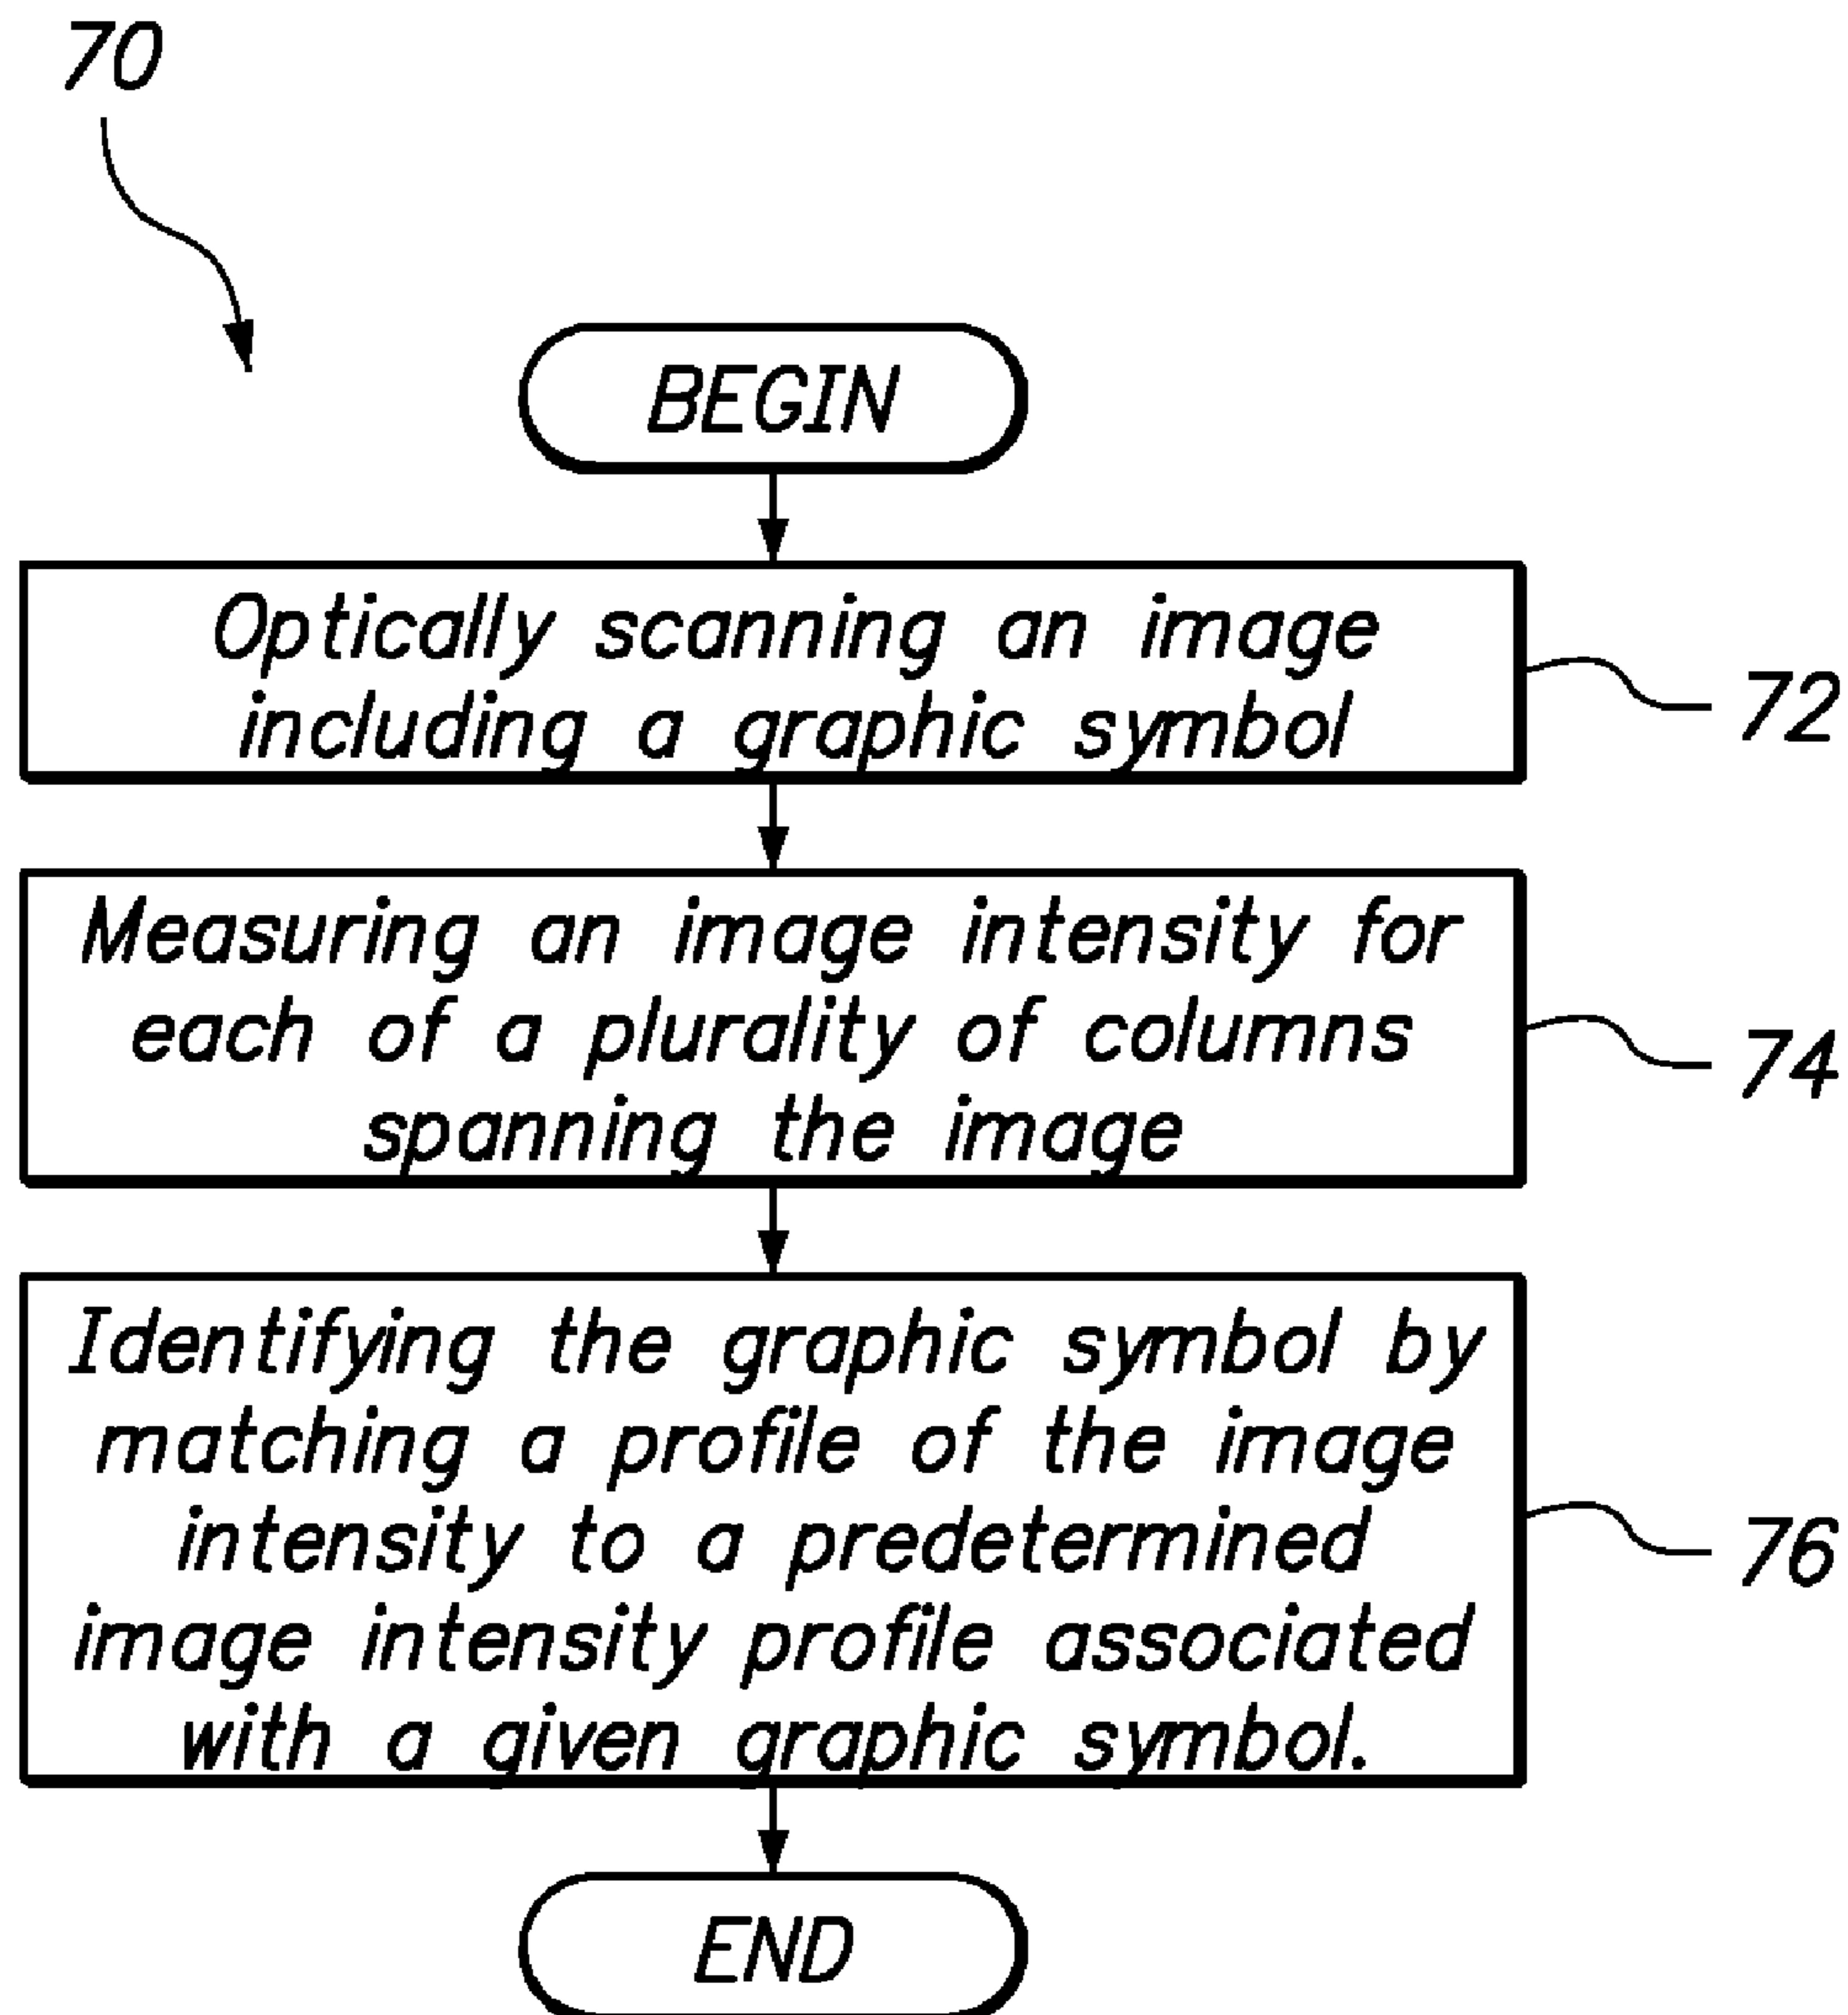 70
BEGIN
Optically scanning an image
including a graphic symbol
72
Measuring an image intensity for
each of a plurality of columns
spanning the image
74
Identifying the graphic symbol by
matching a profile of the image
intensity to a predetermined
image intensity profile associated
with a given graphic symbol.
76
END